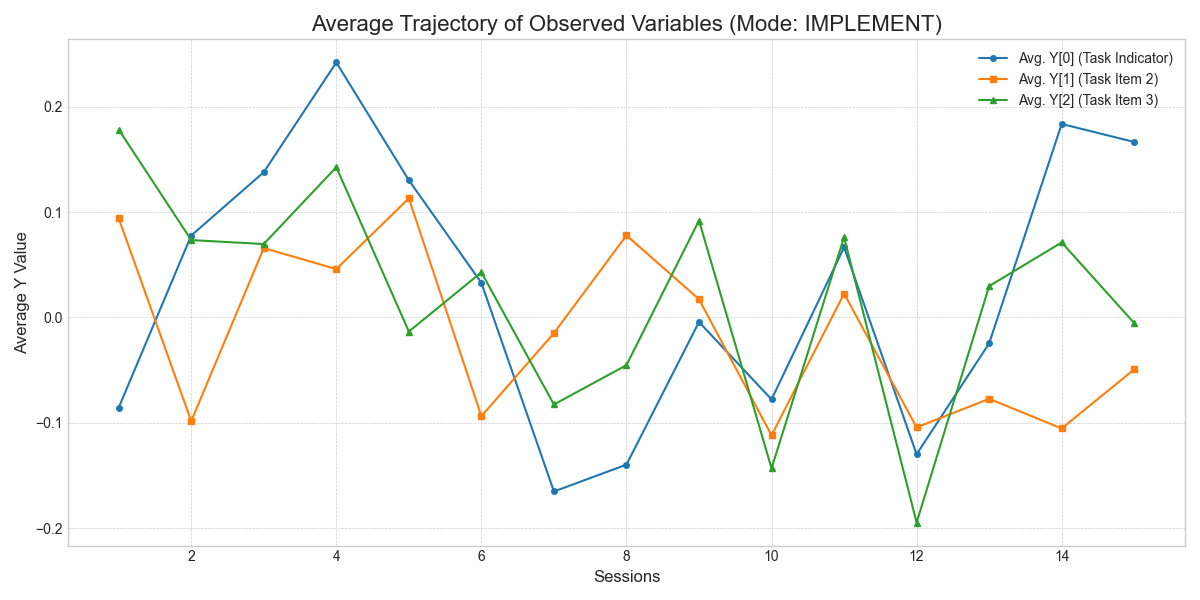 Average Trajectory of Observed Variables (Mode: IMPLEMENT)
Avg. Y[0] (Task Indicator)
Avg. Y[1] (Task Item 2)
Avg. Y[2] (Task Item 3)
Average Y Value
0.2
0.1
0.0
−0.1
−0.2
2 4 6 8 10 12 14
Sessions